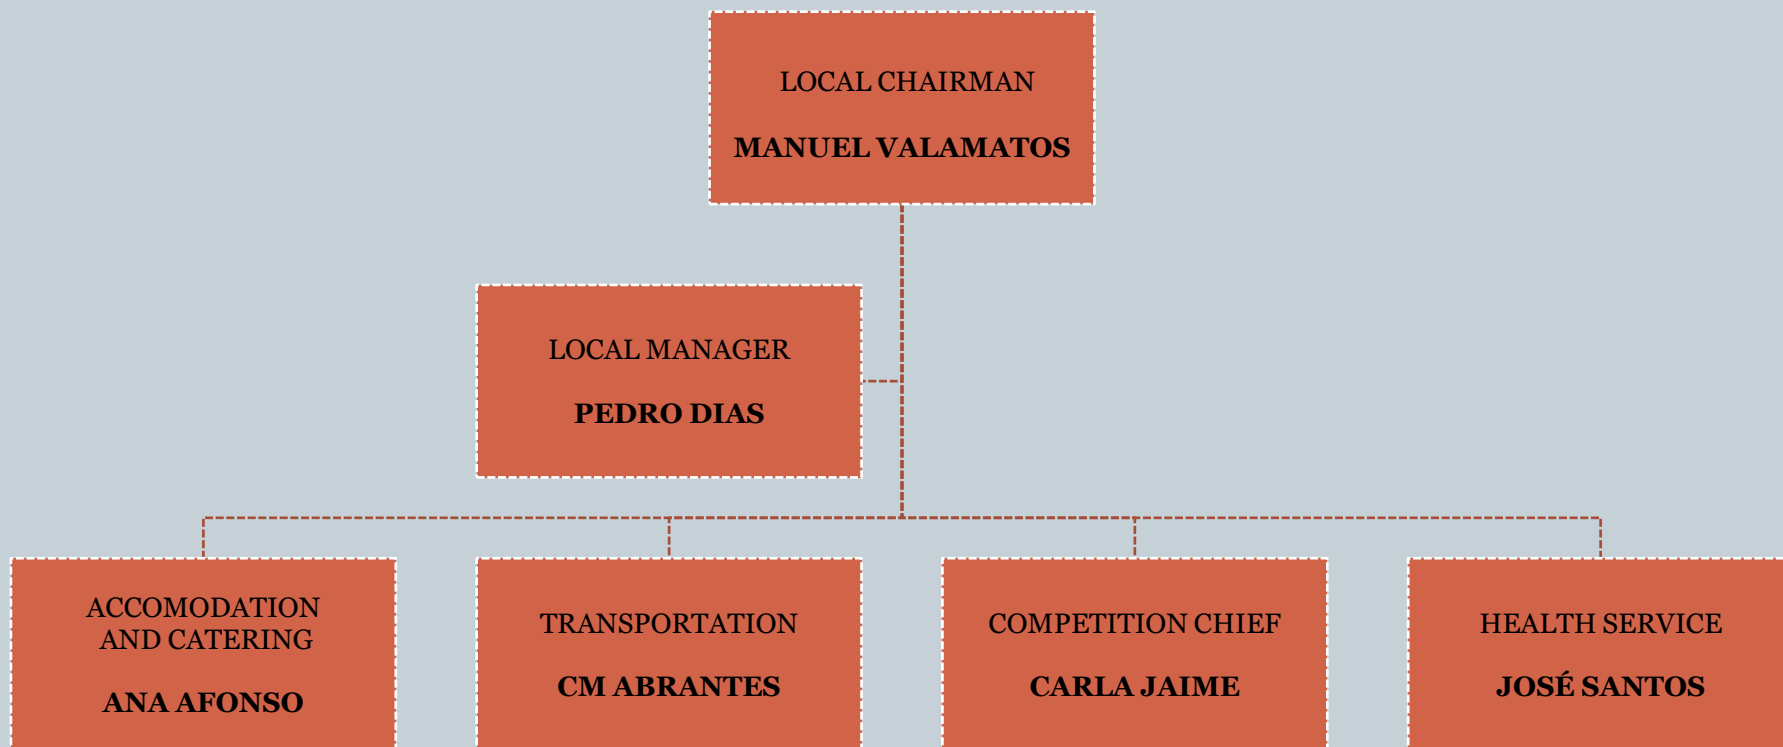 LOCAL CHAIRMAN
MANUEL VALAMATOS
LOCAL MANAGER
PEDRO DIAS
ACCOMODATION
AND CATERING
ANA AFONSO
TRANSPORTATION
CM ABRANTES
COMPETITION CHIEF
CARLA JAIME
HEALTH SERVICE
JOSÉ SANTOS